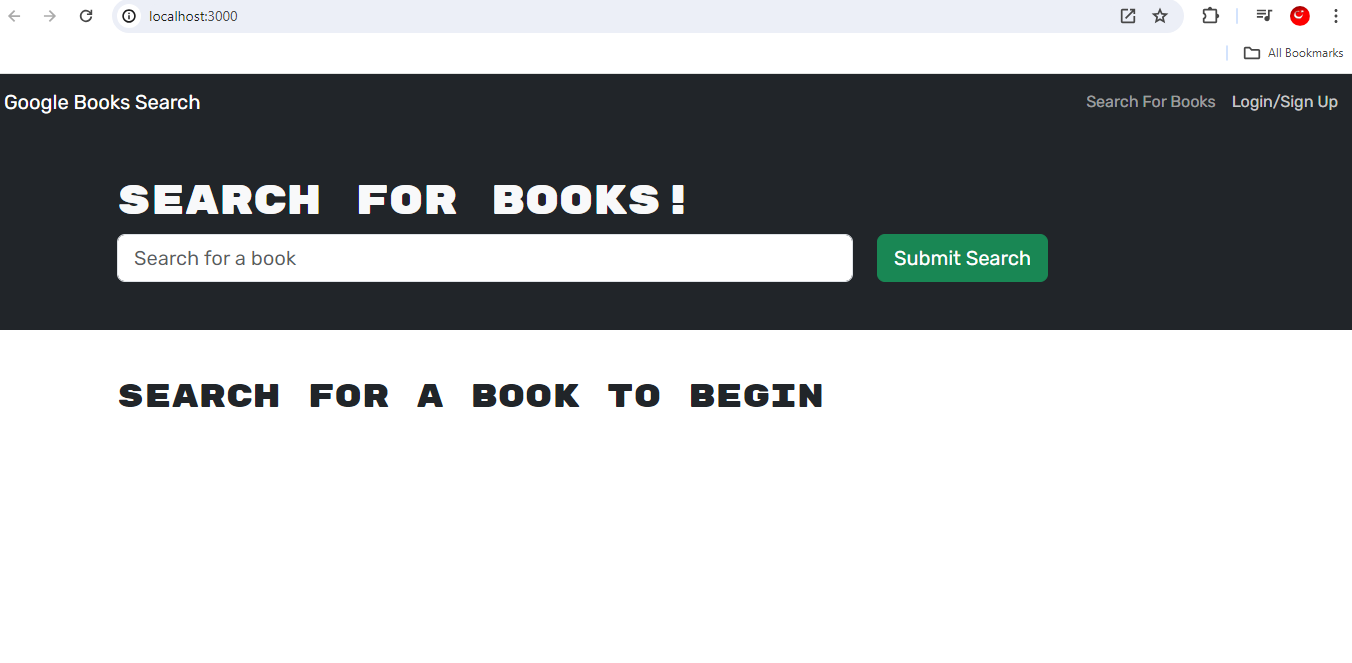 localhost:3000
All Bookmarks
Google Books Search
Search For Books
Login/Sign Up
SEARCH FOR BOOKS!
Search for a book
Submit Search
SEARCH FOR A BOOK TO BEGIN